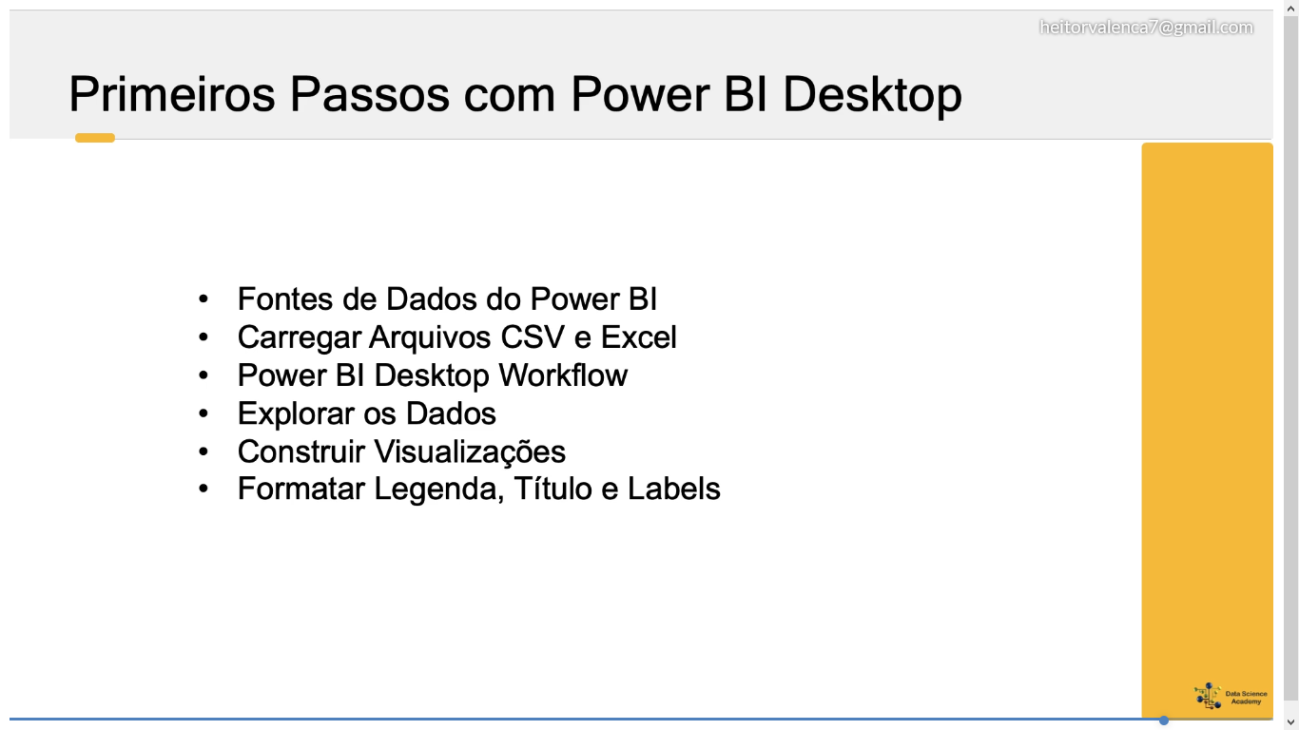 heitorvalenca7@gmail.com
Primeiros Passos com Power BI Desktop
• Fontes de Dados do Power BI
• Carregar Arquivos CSV e Excel
• Power BI Desktop Workflow
• Explorar os Dados
• Construir Visualizações
• Formatar Legenda, Título e Labels
Data Science
Academy